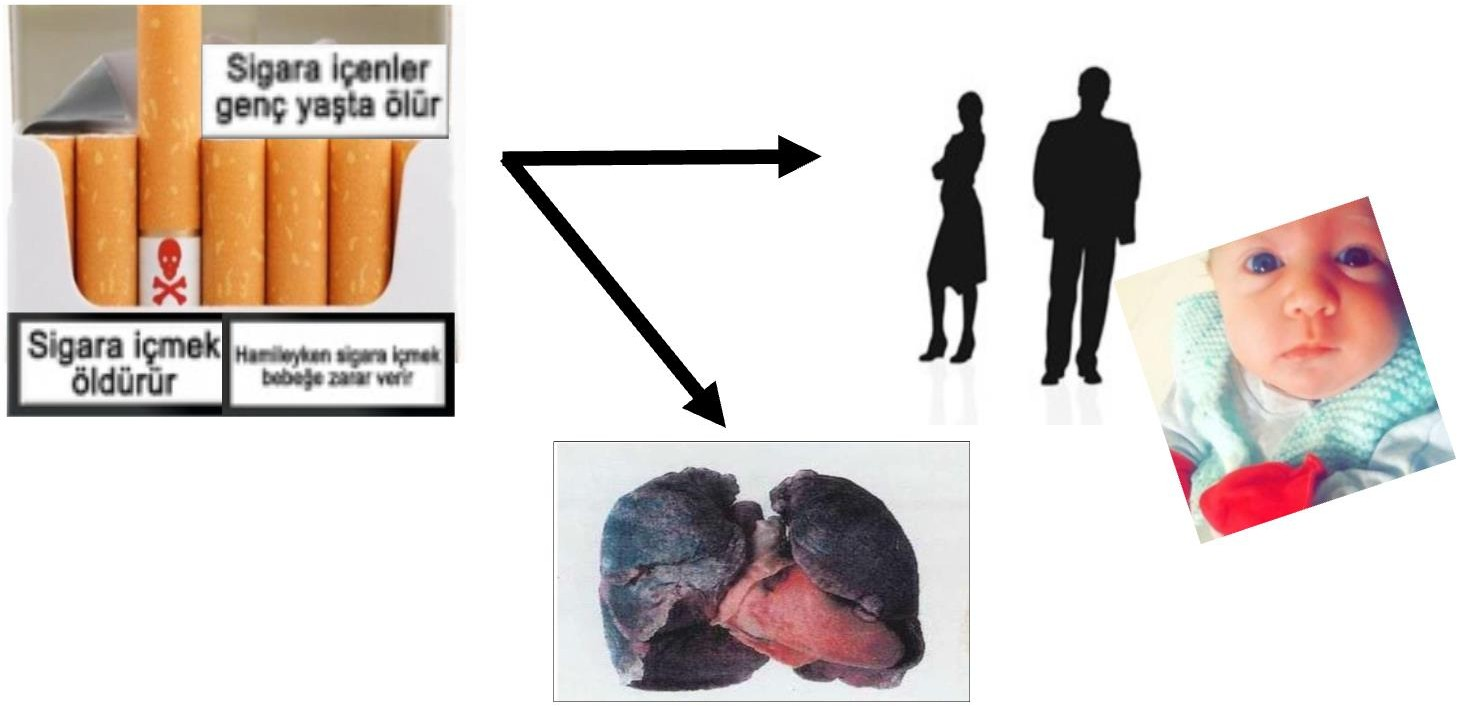 Sigara içenler
genç yaşta ölür
Sigara içmek
öldürür
Hamileyken sigara içmek
bebeğe zarar verir